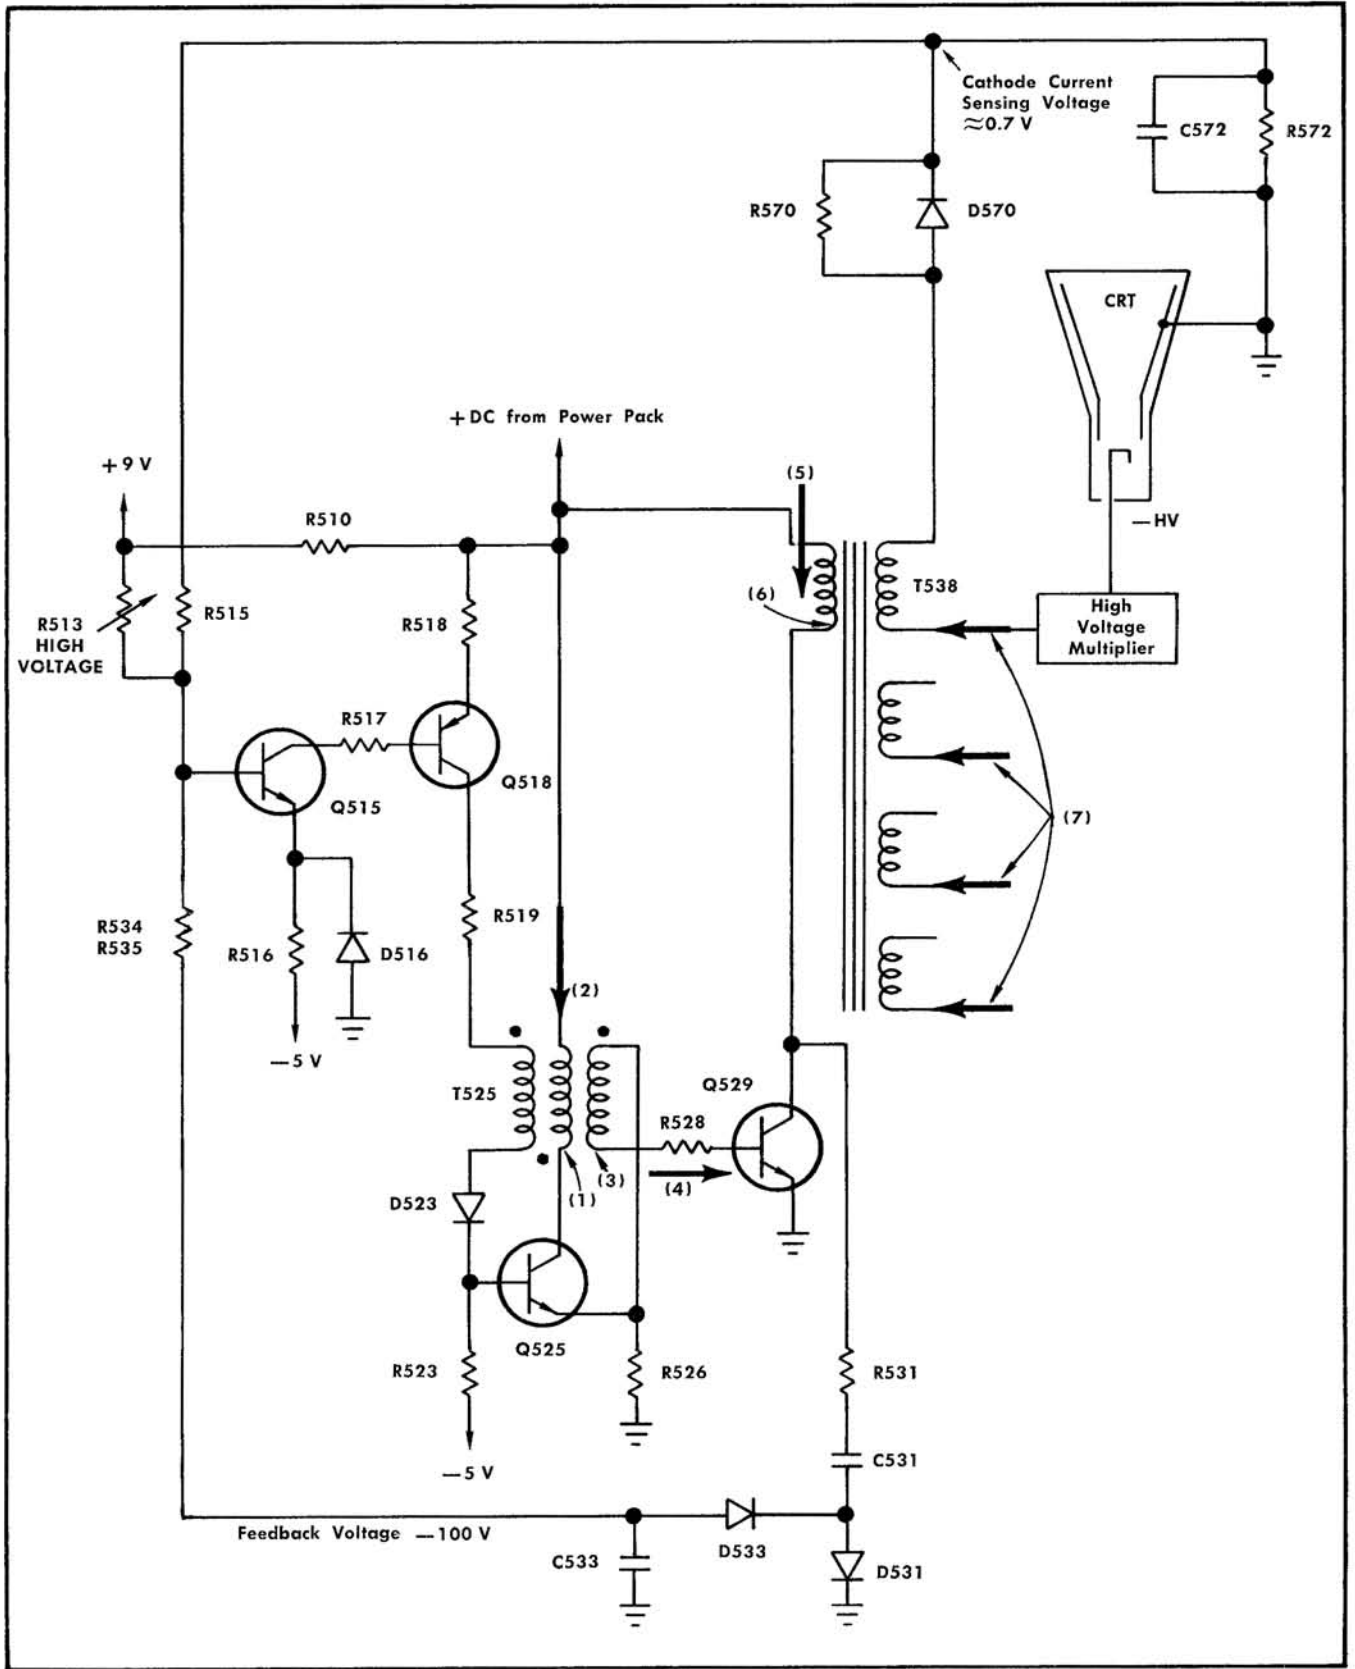 Cathode Current
Sensing Voltage
≈0.7 V
C572
R572
R570
D570
CRT
+DC from Power Pack
+9 V
(5)
—HV
R510
T538
(6)
High
Voltage
Multiplier
R513
HIGH
VOLTAGE
R515
R518
R517
Q518
Q515
(7)
R534
R535
R519
R516
D516
(2)
—5 V
T525
Q529
R528
(3)
(1)
(4)
D523
Q525
R523
R526
R531
—5 V
C531
Feedback Voltage —100 V
D533
C533
D531